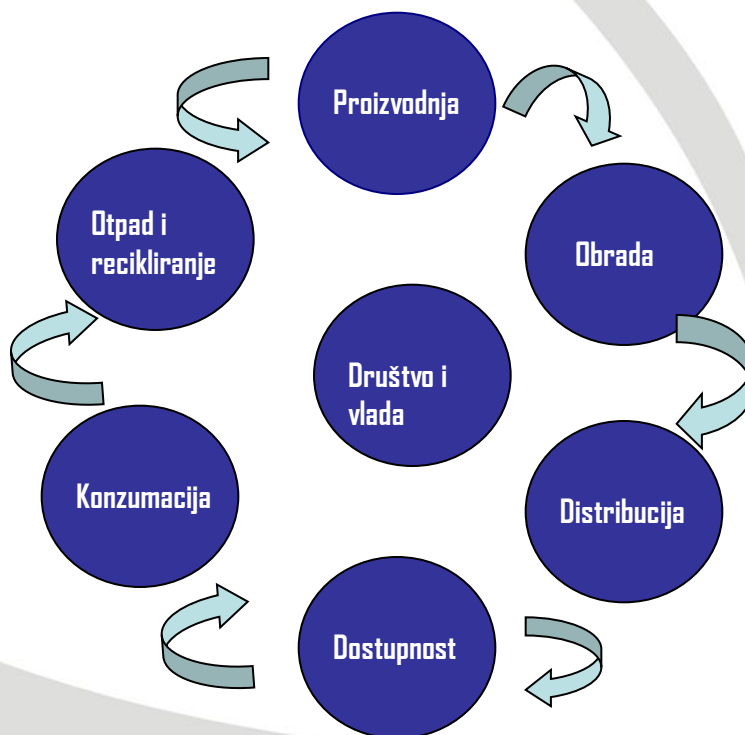 Proizvodnja
Obrada
Distribucija
Dostupnost
Konzumacija
Otpad i
recikliranje
Društvo i
vlada